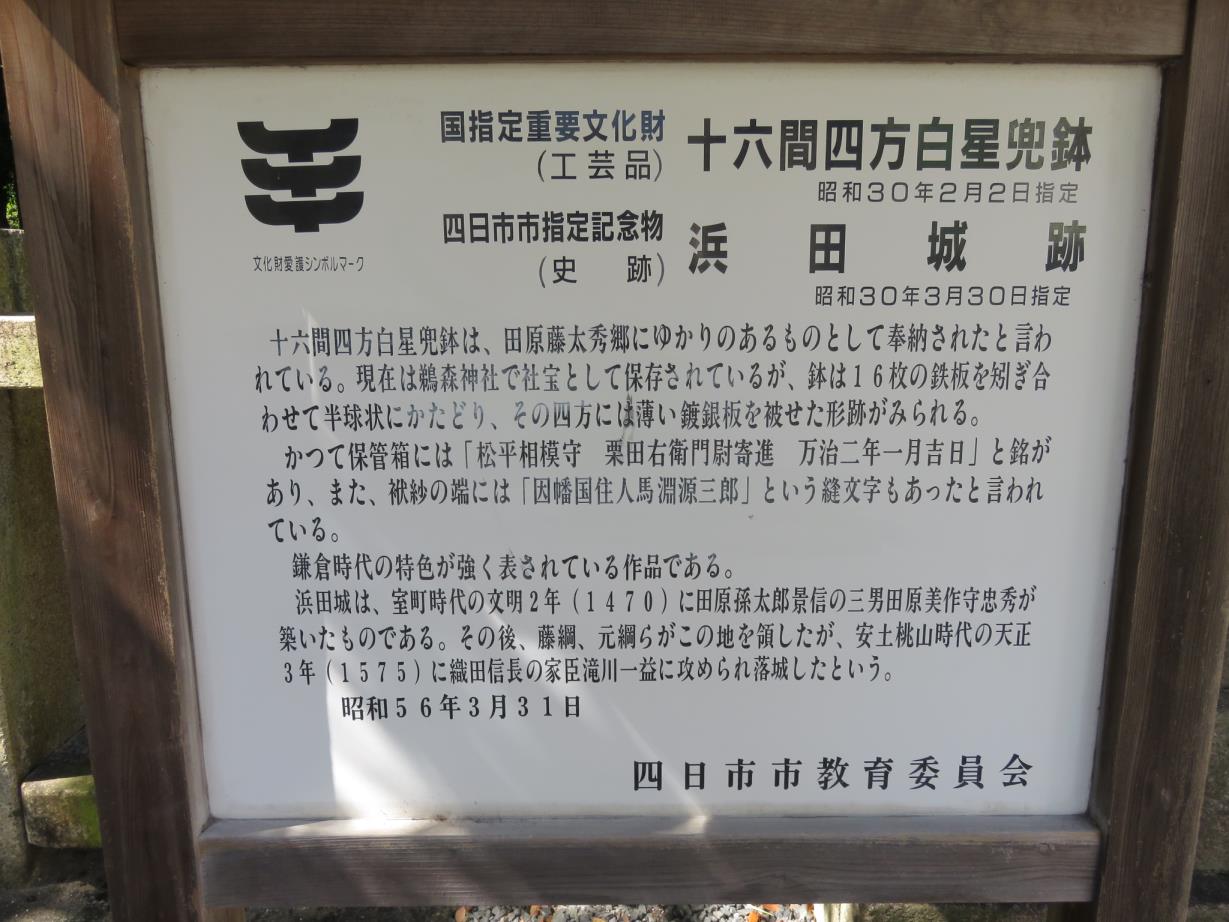 国指定重要文化財
(工芸品)
十六間四方白星兜鉢
昭和30年2月2日指定
四日市市指定記念物
(史　跡)
浜田城跡
昭和30年3月30日指定
文化財愛護シンボルマーク
十六間四方白星兜鉢は、田原藤太秀郷にゆかりのあるものとして奉納されたと言わ
れている。現在は鵜森神社で社宝として保存されているが、鉢は16枚の鉄板を矧ぎ合
わせて半球状にかたどり、その四方には薄い鍍銀板を被せた形跡がみられる。
かつて保管箱には「松平相模守　栗田右衛門尉寄進　万治二年一月吉日」と銘が
あり、また、袱紗の端には「因幡国住人馬淵源三郎」という縫文字もあったと言われ
ている。
鎌倉時代の特色が強く表されている作品である。
浜田城は、室町時代の文明2年(1470)に田原孫太郎景信の三男田原美作守忠秀が
築いたものである。その後、藤綱、元綱らがこの地を領したが、安土桃山時代の天正
3年(1575)に織田信長の家臣滝川一益に攻められ落城したという。
昭和56年3月31日
四日市市教育委員会